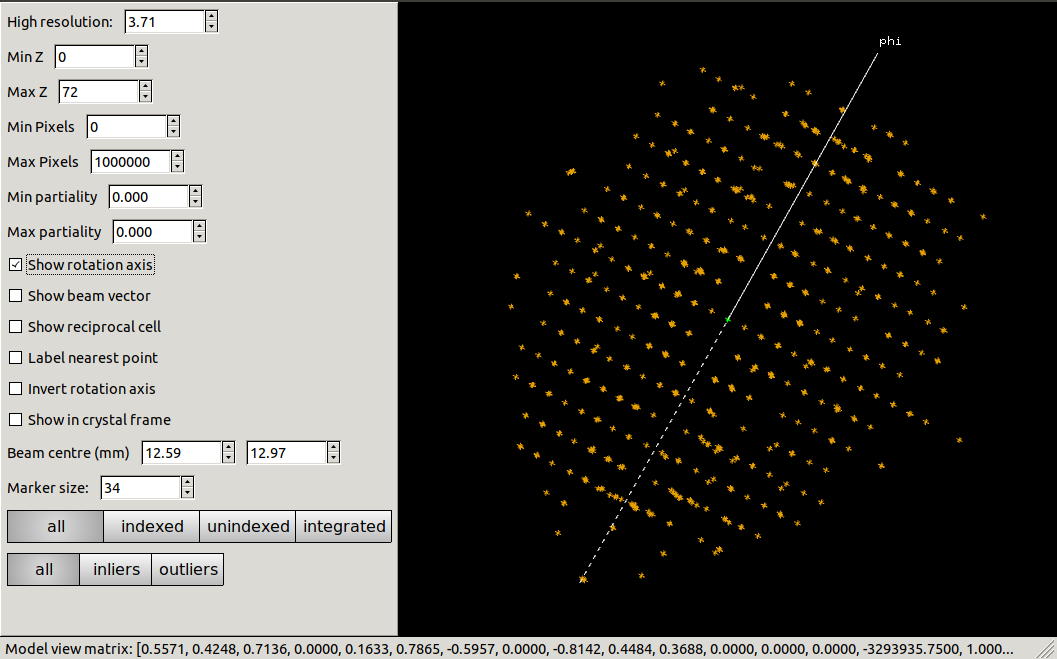 High resolution: 3.71
Min Z 0
Max Z 72
Min Pixels 0
Max Pixels 1000000
Min partiality 0.000
Max partiality 0.000
Show rotation axis
Show beam vector
Show reciprocal cell
Label nearest point
Invert rotation axis
Show in crystal frame
Beam centre (mm) 12.59 12.97
Marker size: 34
all indexed unindexed integrated
all inliers outliers
phi
Model view matrix: [0.5571, 0.4248, 0.7136, 0.0000, 0.1633, 0.7865, -0.5957, 0.0000, -0.8142, 0.4484, 0.3688, 0.0000, 0.0000, 0.0000, -3293935.7500, 1.000...